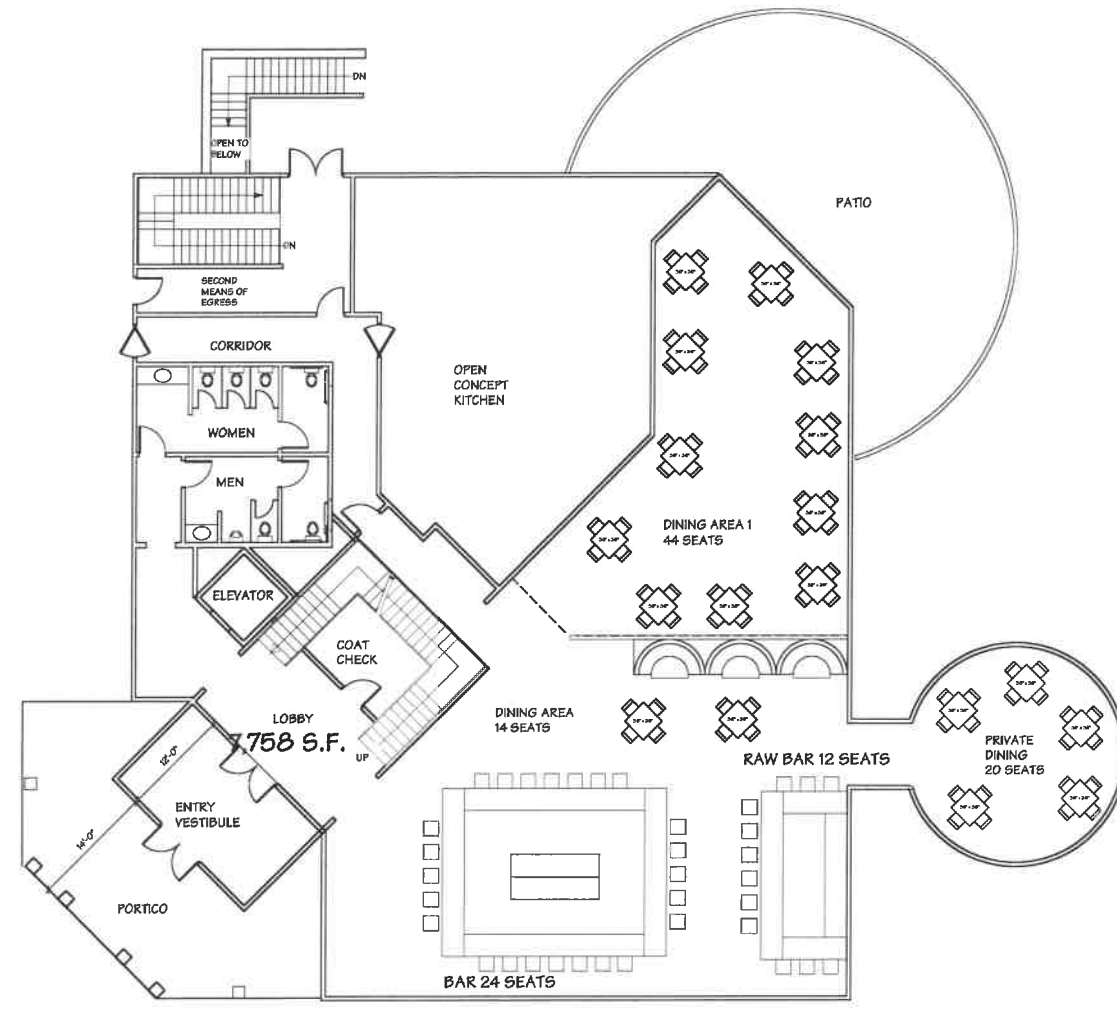 DN
OPEN TO
BELOW
PATIO
DN
SECOND
MEANS OF
EGRESS
CORRIDOR
OPEN
CONCEPT
KITCHEN
WOMEN
MEN
DINING AREA 1
44 SEATS
ELEVATOR
COAT
CHECK
DINING AREA
14 SEATS
LOBBY
7,758 S.F.
UP
RAW BAR 12 SEATS
PRIVATE
DINING
20 SEATS
12'-0"
ENTRY
VESTIBULE
14'-0"
PORTICO
BAR 24 SEATS